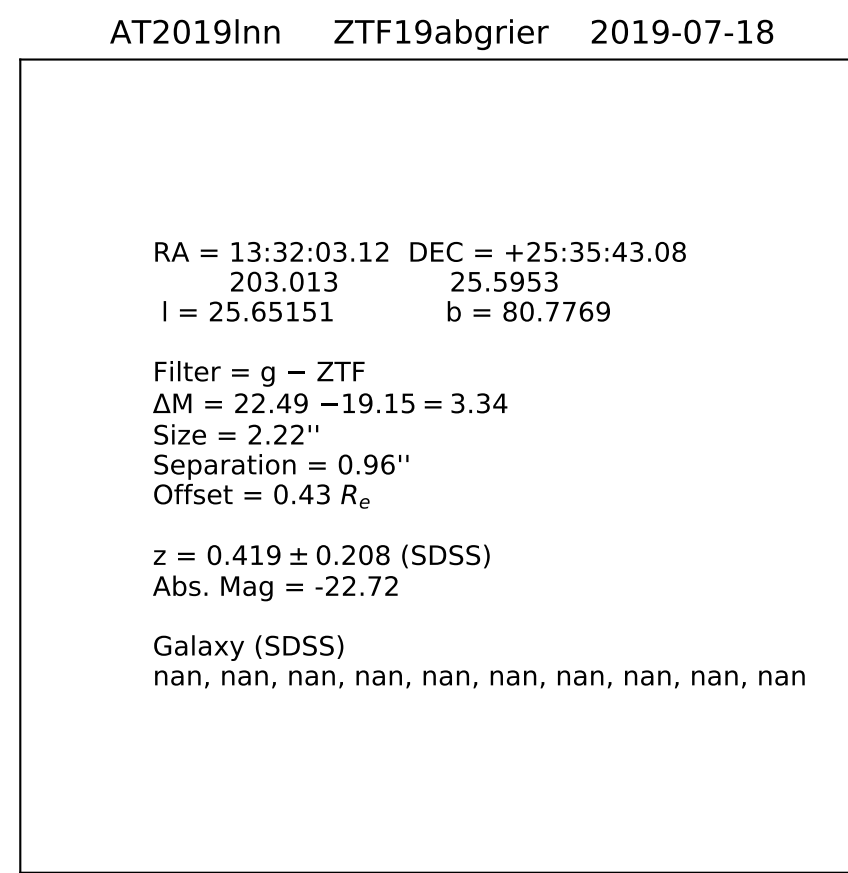 AT2019lnn ZTF19abgrier 2019-07-18
RA = 13:32:03.12 DEC = +25:35:43.08
203.013 25.5953
l = 25.65151 b = 80.7769
Filter = g − ZTF
ΔM = 22.49 −19.15 = 3.34
Size = 2.22''
Separation = 0.96''
Offset = 0.43 Re
z = 0.419 ± 0.208 (SDSS)
Abs. Mag = -22.72
Galaxy (SDSS)
nan, nan, nan, nan, nan, nan, nan, nan, nan, nan